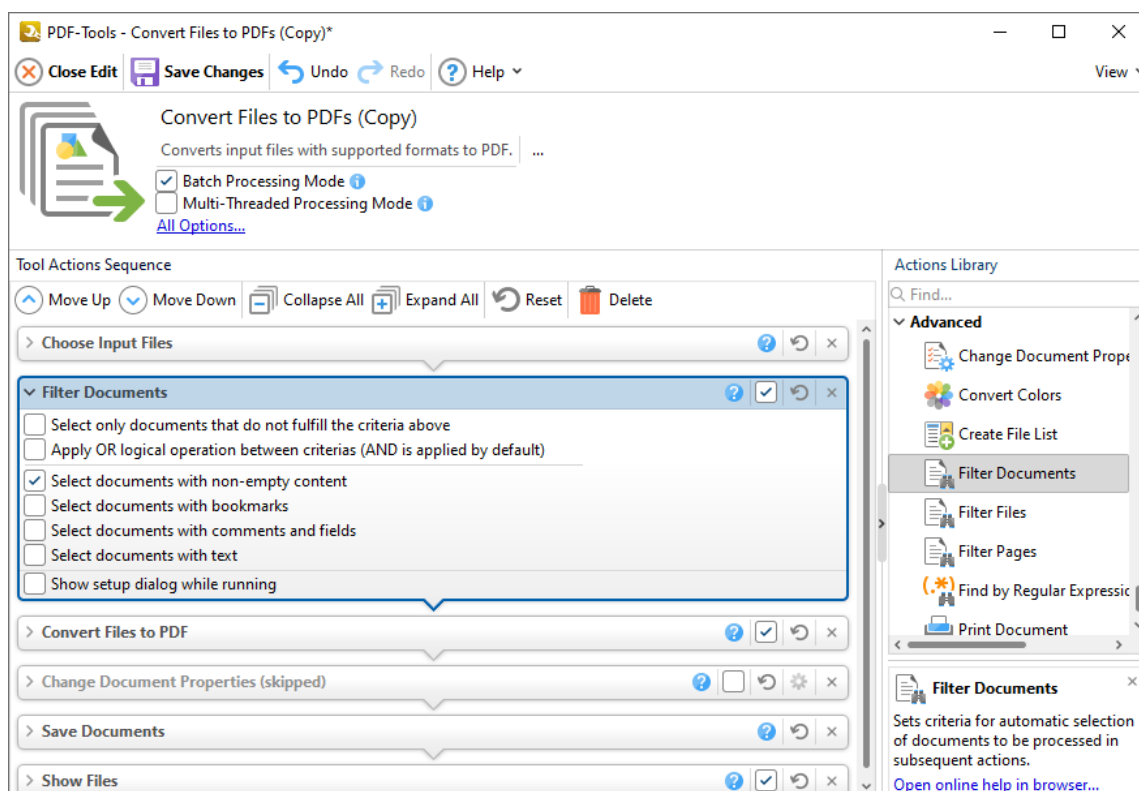 PDF-Tools - Convert Files to PDFs (Copy)*
Close Edit Save Changes Undo Redo Help View
Convert Files to PDFs (Copy)
Converts input files with supported formats to PDF. ...
Batch Processing Mode
Multi-Threaded Processing Mode
All Options...
Tool Actions Sequence
Move Up Move Down Collapse All Expand All Reset Delete
Choose Input Files
Filter Documents
Select only documents that do not fulfill the criteria above
Apply OR logical operation between criterias (AND is applied by default)
Select documents with non-empty content
Select documents with bookmarks
Select documents with comments and fields
Select documents with text
Show setup dialog while running
Convert Files to PDF
Change Document Properties (skipped)
Save Documents
Show Files
Actions Library
Find...
Advanced
Change Document Prope
Convert Colors
Create File List
Filter Documents
Filter Files
Filter Pages
(.*) Find by Regular Expressic
Print Document
Filter Documents
Sets criteria for automatic selection
of documents to be processed in
subsequent actions.
Open online help in browser...